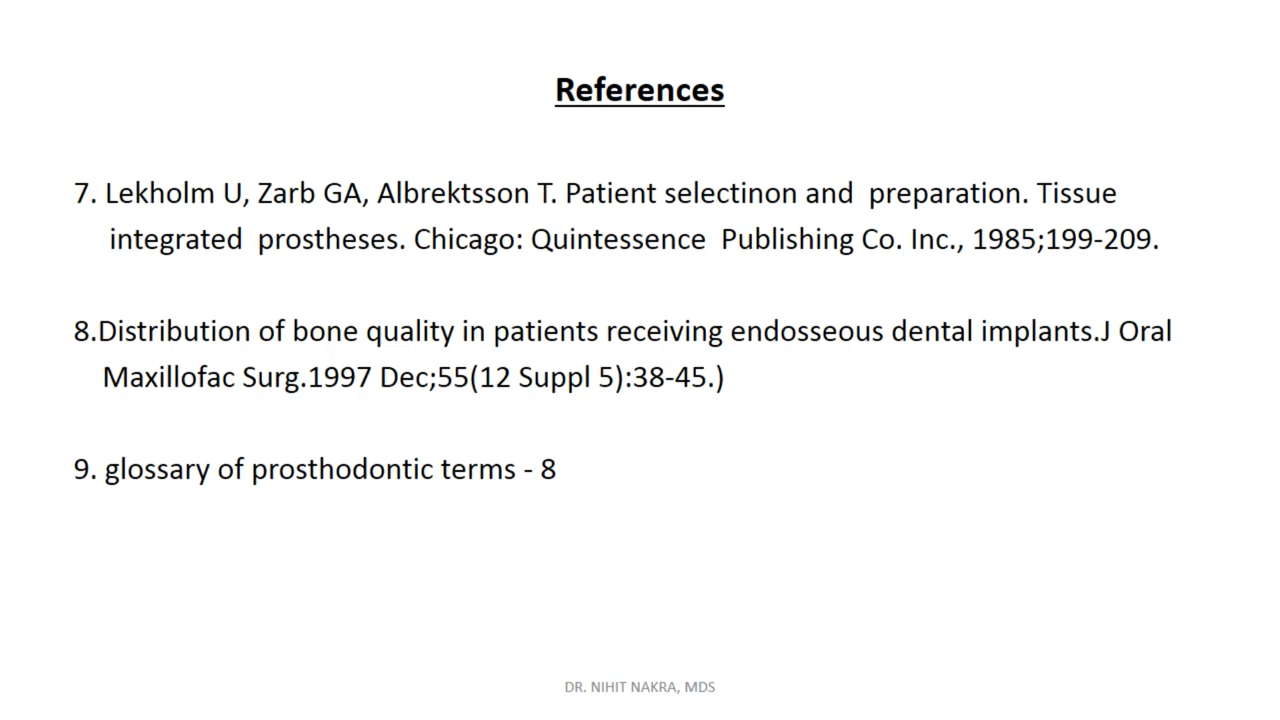 References
7. Lekholm U, Zarb GA, Albrektsson T. Patient selectinon and  preparation. Tissue
integrated  prostheses. Chicago: Quintessence  Publishing Co. Inc., 1985;199-209.
8.Distribution of bone quality in patients receiving endosseous dental implants.J Oral
Maxillofac Surg.1997 Dec;55(12 Suppl 5):38-45.)
9. glossary of prosthodontic terms - 8
DR. NIHIT NAKRA, MDS